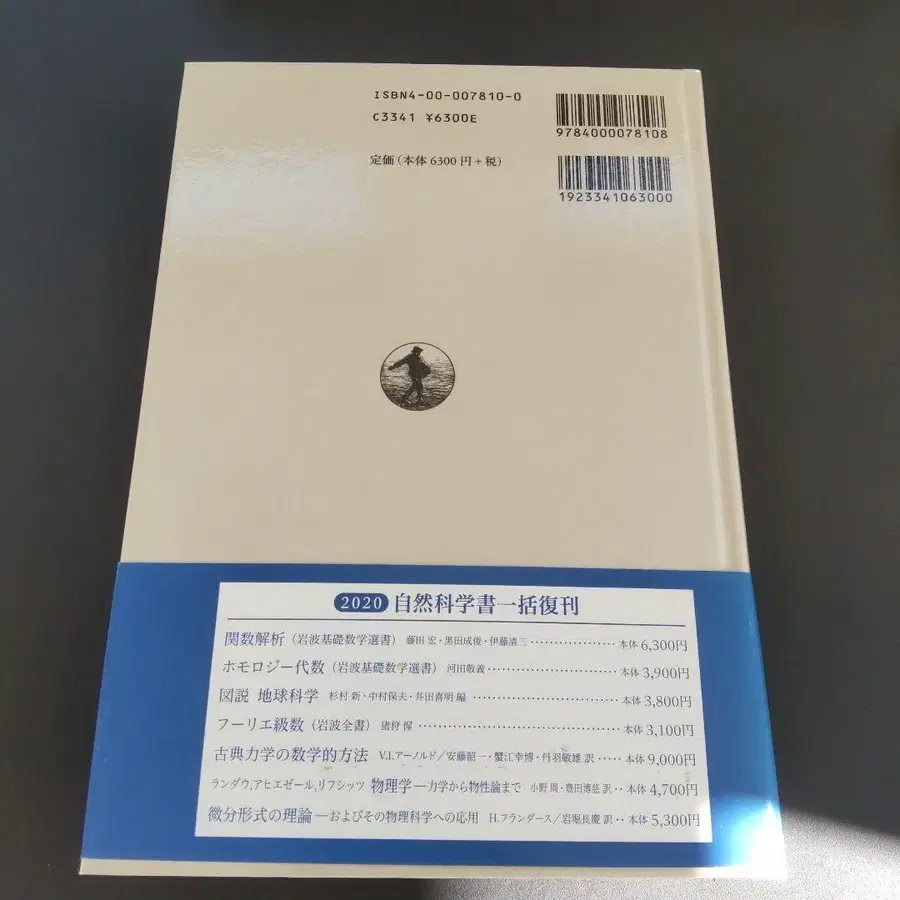 ISBN4-00-007810-0
C3341 ¥6300E
9784000078108
定価(本体 6300 円+税)
1923341063000
2020 自然科学書一括復刊
関数解析(岩波基礎数学選書) 藤田 宏・黒田成俊・伊藤清三 ‥‥‥‥‥‥ 本体 6,300円
ホモロジー代数(岩波基礎数学選書) 河田敬義 ‥‥‥‥‥‥‥‥ 本体 3,900円
図説 地球科学 杉村 新・中村保夫・井田喜明 編 ‥‥‥‥‥‥‥‥‥ 本体 3,800円
フーリエ級数(岩波全書) 猪狩 惺 ‥‥‥‥‥‥‥‥‥‥‥‥ 本体 3,100円
古典力学の数学的方法 V.I.アーノルド/安藤韶一・蟹江幸博・丹羽敏雄 訳 ‥‥ 本体 9,000円
ランダウ,アヒエゼール,リフシッツ 物理学―力学から物性論まで 小野 周・豊田博慈 訳 ‥ 本体 4,700円
微分形式の理論―およびその物理科学への応用 H.フランダース/岩堀長慶 訳 ‥ 本体 5,300円